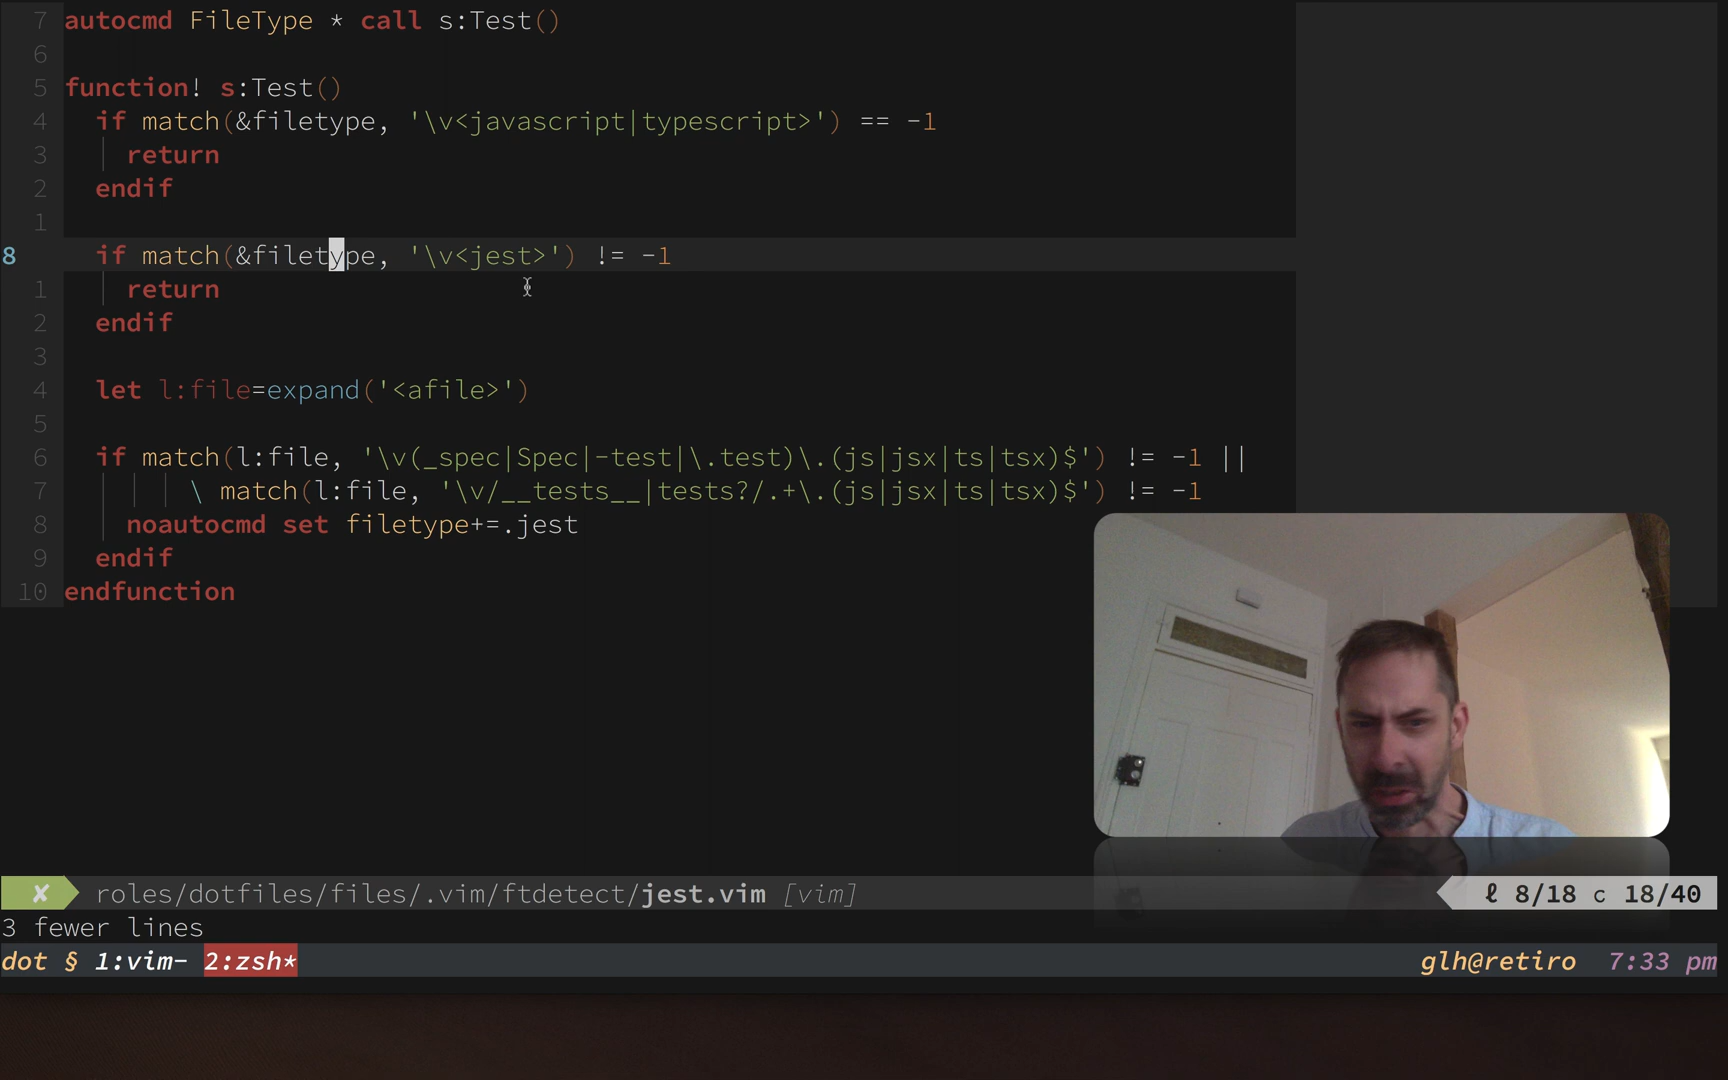 7 autocmd FileType * call s:Test()
6
5 function! s:Test()
4 if match(&filetype, '\v<javascript|typescript>') == -1
3 return
2 endif
1
8 if match(&filetype, '\v<jest>') != -1
1 return
2 endif
3
4 let l:file=expand('<afile>')
5
6 if match(l:file, '\v(_spec|Spec|-test|\.test)\.(js|jsx|ts|tsx)$') != -1 ||
7 \ match(l:file, '\v/__tests__|tests?/.+\.(js|jsx|ts|tsx)$') != -1
8 noautocmd set filetype+=.jest
9 endif
10 endfunction
✘ roles/dotfiles/files/.vim/ftdetect/jest.vim [vim] ℓ 8/18 c 18/40
3 fewer lines
dot § 1:vim- 2:zsh* glh@retiro 7:33 pm